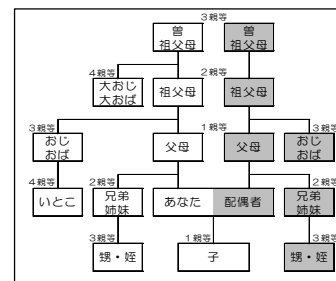 3親等
曽
祖父母
曽
祖父母
4親等
2親等
大おじ
大おば
祖父母
祖父母
3親等
1親等
3親等
おじ
おば
父母
父母
おじ
おば
4親等
2親等
2親等
いとこ
兄弟
姉妹
あなた
配偶者
兄弟
姉妹
3親等
1親等
3親等
甥・姪
子
甥・姪